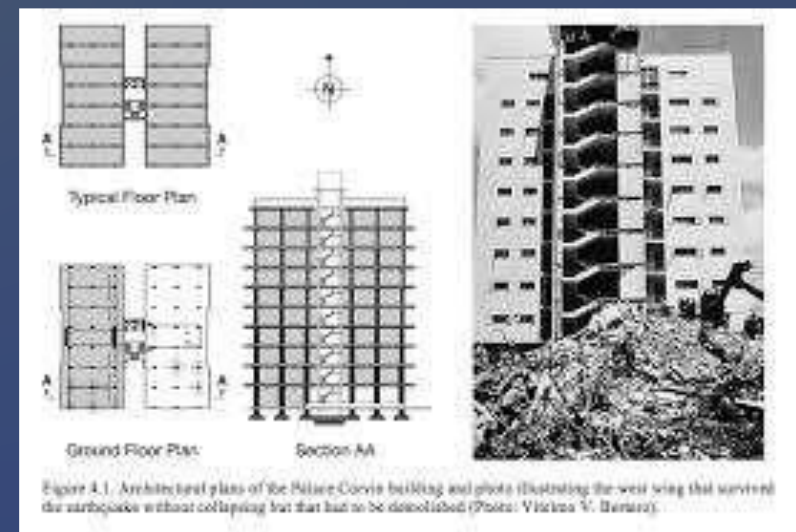 Typical Floor Plan
N
A
A
Ground Floor Plan
Section AA
A
A
Figure 4.1. Architectural plans of the Palace Corvin building and photo illustrating the west wing that survived
the earthquake without collapsing but that had to be demolished (Photo: Vitelmo V. Bertero).